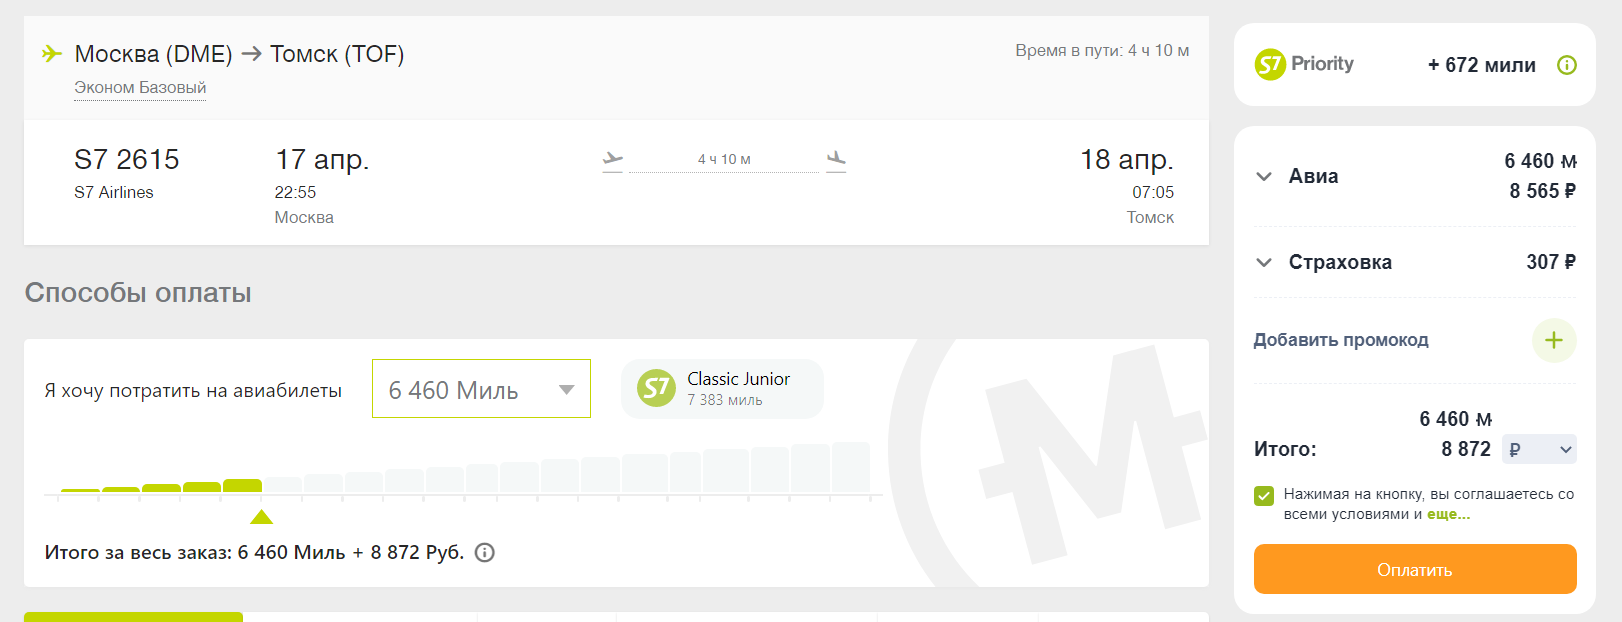 Москва (DME) → Томск (TOF)
Время в пути: 4 ч 10 м
Эконом Базовый
S7 2615
17 апр.
4 ч 10 м
18 апр.
S7 Airlines
22:55
07:05
Москва
Томск
Способы оплаты
Я хочу потратить на авиабилеты
6 460 Миль
S7
Classic Junior
7 383 миль
Итого за весь заказ: 6 460 Миль + 8 872 Руб.
S7 Priority
+ 672 мили
Авиа
6 460 М
8 565 ₽
Страховка
307 ₽
Добавить промокод
6 460 М
Итого:
8 872
₽
Нажимая на кнопку, вы соглашаетесь со
всеми условиями и еще...
Оплатить